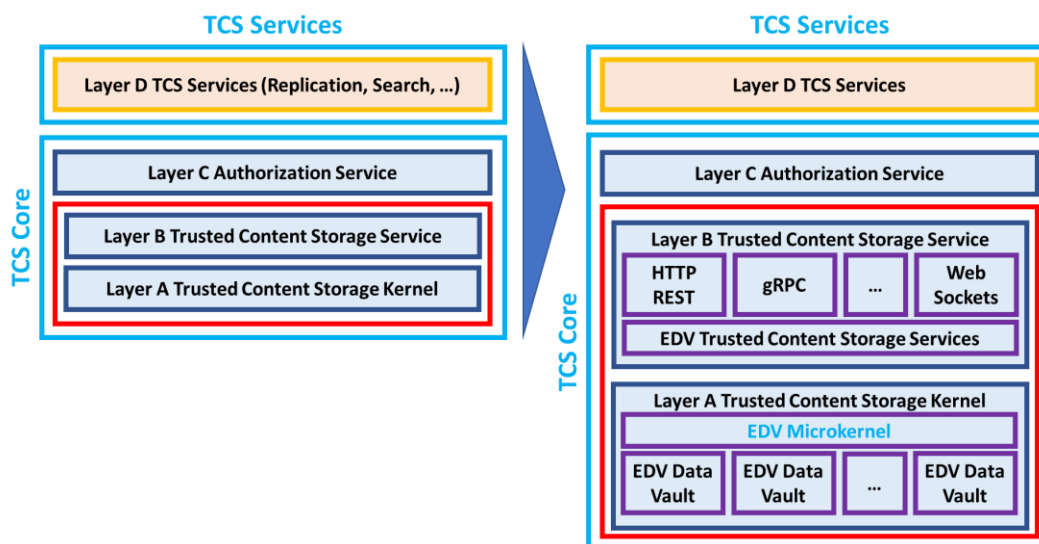 TCS Services
Layer D TCS Services (Replication, Search, ...)
TCS Core
Layer C Authorization Service
Layer B Trusted Content Storage Service
Layer A Trusted Content Storage Kernel
TCS Services
Layer D TCS Services
TCS Core
Layer C Authorization Service
Layer B Trusted Content Storage Service
HTTP
REST
gRPC
...
Web
Sockets
EDV Trusted Content Storage Services
Layer A Trusted Content Storage Kernel
EDV Microkernel
EDV Data
Vault
EDV Data
Vault
...
EDV Data
Vault